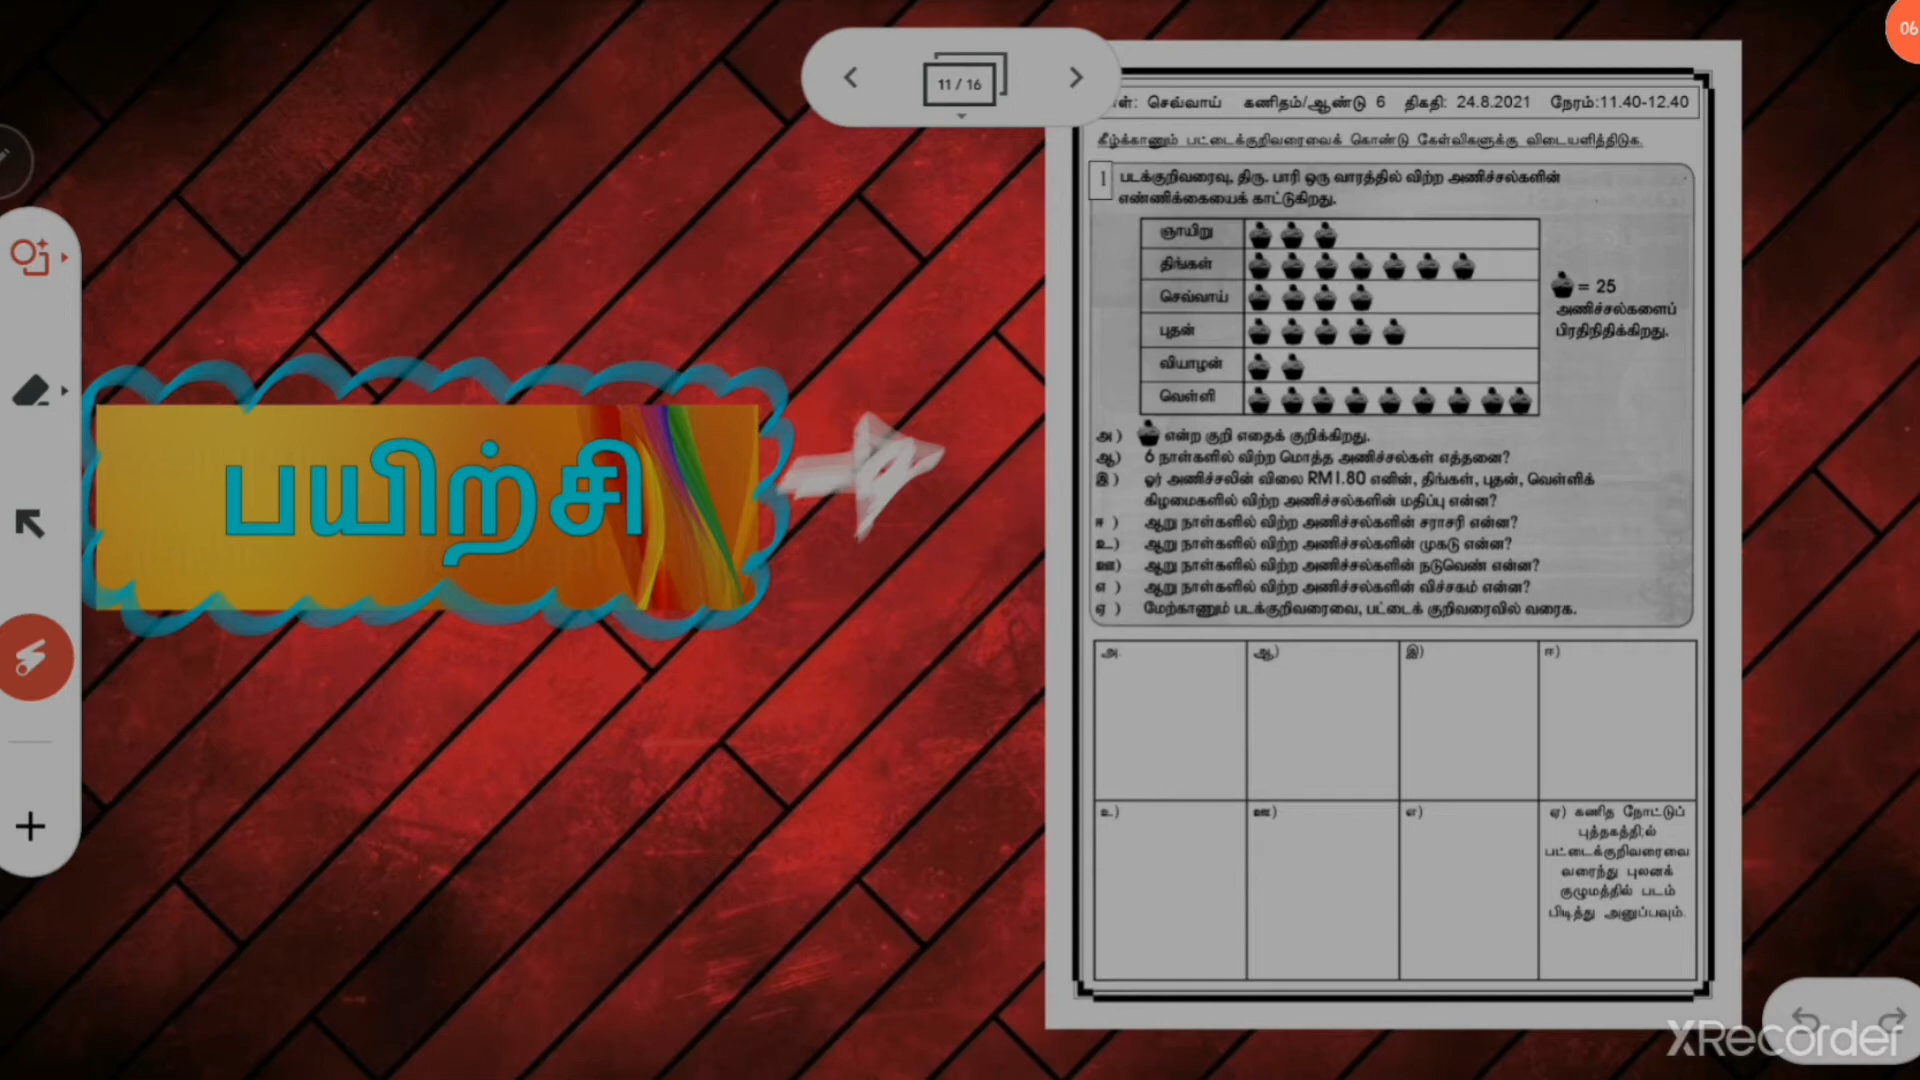 06
11 / 16
பயிற்சி
செவ்வாய் கணிதம்/ஆண்டு 6 திகதி: 24.8.2021 நேரம்:11.40-12.40
கீழ்க்காணும் பட்டைக்குறிவரைவைக் கொண்டு கேள்விகளுக்கு விடையளித்திடுக.
1 படக்குறிவரைவு, திரு. பாரி ஒரு வாரத்தில் விற்ற அணிச்சல்களின்
எண்ணிக்கையைக் காட்டுகிறது.
ஞாயிறு
திங்கள்
செவ்வாய்
புதன்
வியாழன்
வெள்ளி
= 25
அணிச்சல்களைப்
பிரதிநிதிக்கிறது.
அ) என்ற குறி எதைக் குறிக்கிறது.
ஆ) 6 நாள்களில் விற்ற மொத்த அணிச்சல்கள் எத்தனை?
இ) ஓர் அணிச்சலின் விலை RM1.80 எனின், திங்கள், புதன், வெள்ளிக்
கிழமைகளில் விற்ற அணிச்சல்களின் மதிப்பு என்ன?
ஈ) ஆறு நாள்களில் விற்ற அணிச்சல்களின் சராசரி என்ன?
உ) ஆறு நாள்களில் விற்ற அணிச்சல்களின் முகடு என்ன?
ஊ) ஆறு நாள்களில் விற்ற அணிச்சல்களின் நடுவெண் என்ன?
எ) ஆறு நாள்களில் விற்ற அணிச்சல்களின் விச்சகம் என்ன?
ஏ) மேற்காணும் படக்குறிவரைவை, பட்டைக் குறிவரைவில் வரைக.
அ ஆ) இ) ஈ)
உ) ஊ) எ) ஏ) கணித நோட்டுப்
புத்தகத்தி;ல்
பட்டைக்குறிவரைவை
வரைந்து புலனக்
குழுமத்தில் படம்
பிடித்து அனுப்பவும்.
XRecorder